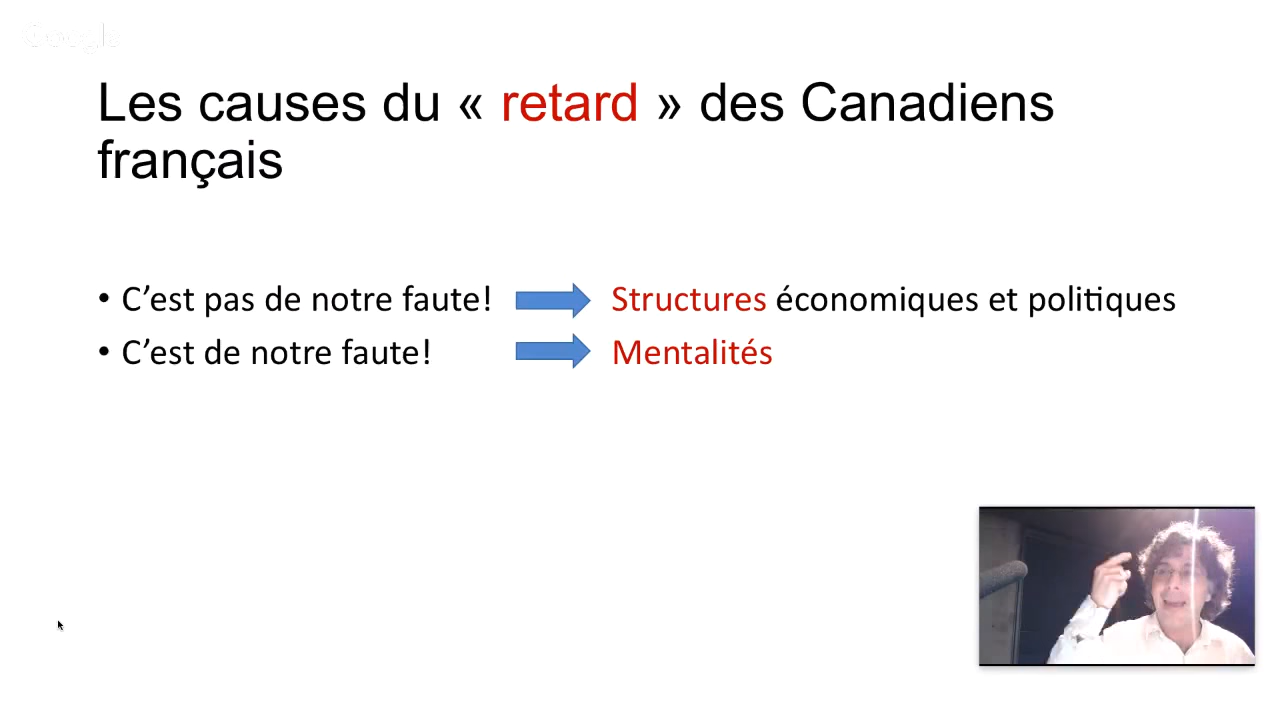 Google
Les causes du « retard » des Canadiens
français
• C’est pas de notre faute! Structures économiques et politiques
• C’est de notre faute! Mentalités